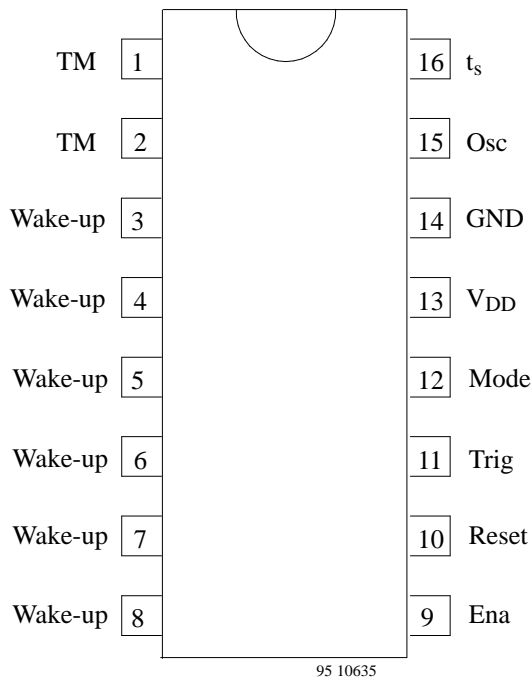 TM 1 16 ts
TM 2 15 Osc
Wake-up 3 14 GND
Wake-up 4 13 VDD
Wake-up 5 12 Mode
Wake-up 6 11 Trig
Wake-up 7 10 Reset
Wake-up 8 9 Ena
95 10635